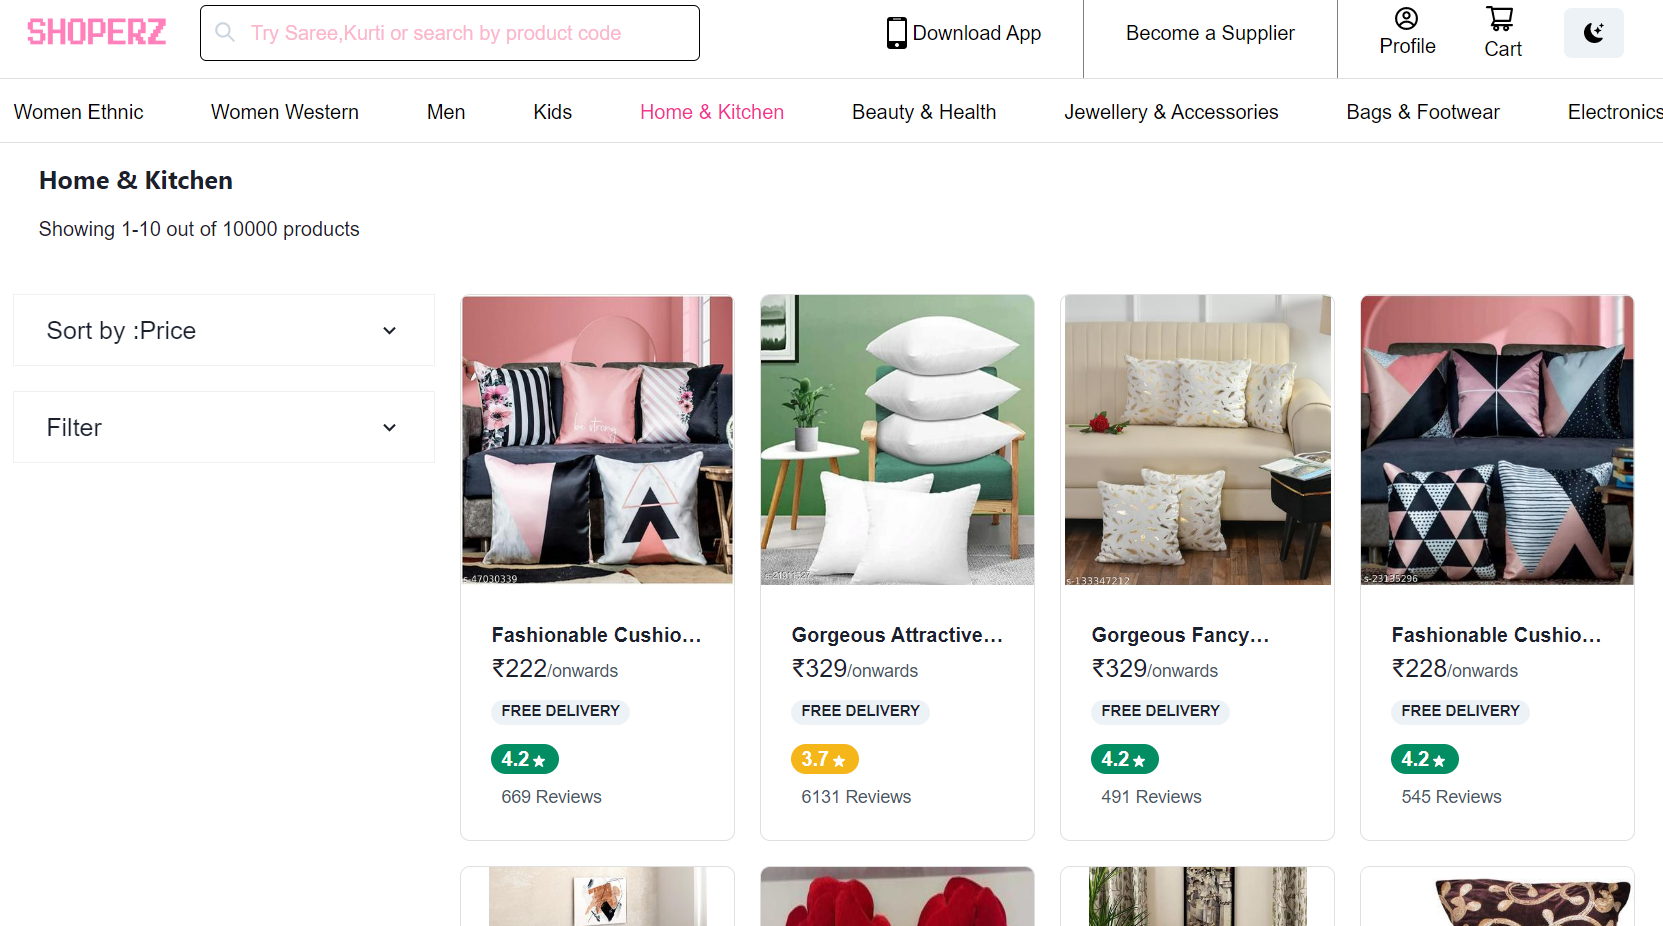 SHOPERZ
Try Saree,Kurti or search by product code
Download App
Become a Supplier
Profile
Cart
Women Ethnic
Women Western
Men
Kids
Home & Kitchen
Beauty & Health
Jewellery & Accessories
Bags & Footwear
Electronics
Home & Kitchen
Showing 1-10 out of 10000 products
Sort by :Price
Filter
be strong
s-47030339
s-133347212
s-23135296
Fashionable Cushio...
Gorgeous Attractive...
Gorgeous Fancy...
Fashionable Cushio...
₹222/onwards
₹329/onwards
₹329/onwards
₹228/onwards
FREE DELIVERY
FREE DELIVERY
FREE DELIVERY
FREE DELIVERY
4.2
3.7
4.2
4.2
669 Reviews
6131 Reviews
491 Reviews
545 Reviews